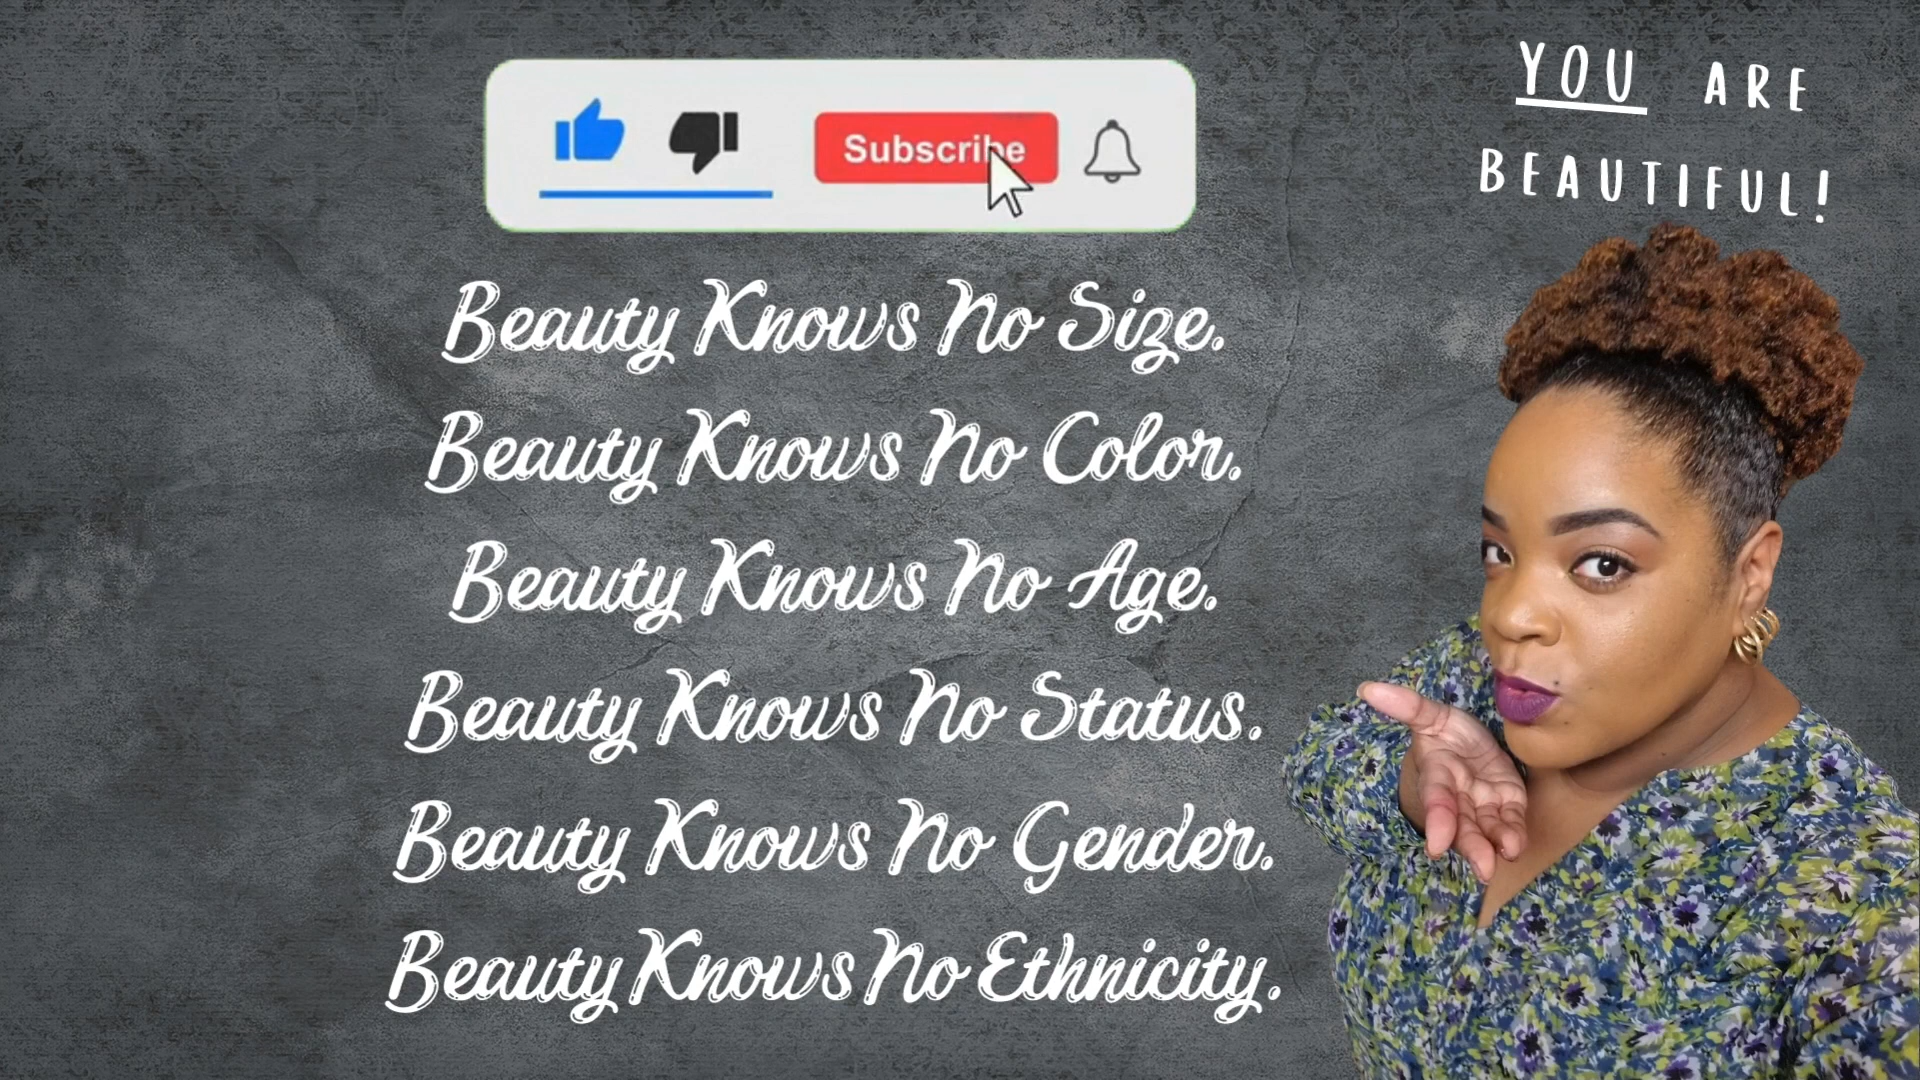 Subscribe
YOU ARE
BEAUTIFUL!
Beauty Knows No Size.
Beauty Knows No Color.
Beauty Knows No Age.
Beauty Knows No Status.
Beauty Knows No Gender.
Beauty Knows No Ethnicity.